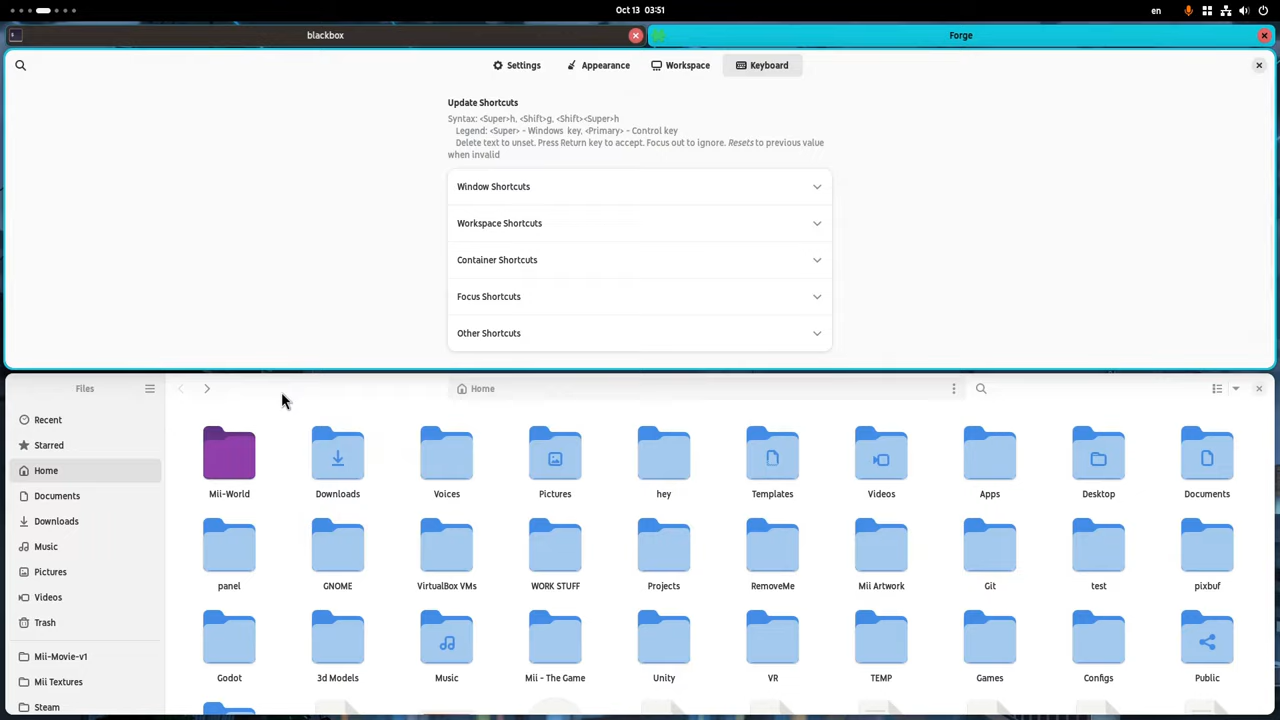 Oct 13 03:51
en
blackbox
Forge
Settings
Appearance
Workspace
Keyboard
Update Shortcuts
Syntax: <Super>h, <Shift>g, <Shift><Super>h
Legend: <Super> - Windows key, <Primary> - Control key
Delete text to unset. Press Return key to accept. Focus out to ignore. Resets to previous value
when invalid
Window Shortcuts
Workspace Shortcuts
Container Shortcuts
Focus Shortcuts
Other Shortcuts
Files
Home
Recent
Starred
Home
Documents
Downloads
Music
Pictures
Videos
Trash
Mii-Movie-v1
Mii Textures
Steam
Mii-World
Downloads
Voices
Pictures
hey
Templates
Videos
Apps
Desktop
Documents
panel
GNOME
VirtualBox VMs
WORK STUFF
Projects
RemoveMe
Mii Artwork
Git
test
pixbuf
Godot
3d Models
Music
Mii - The Game
Unity
VR
TEMP
Games
Configs
Public